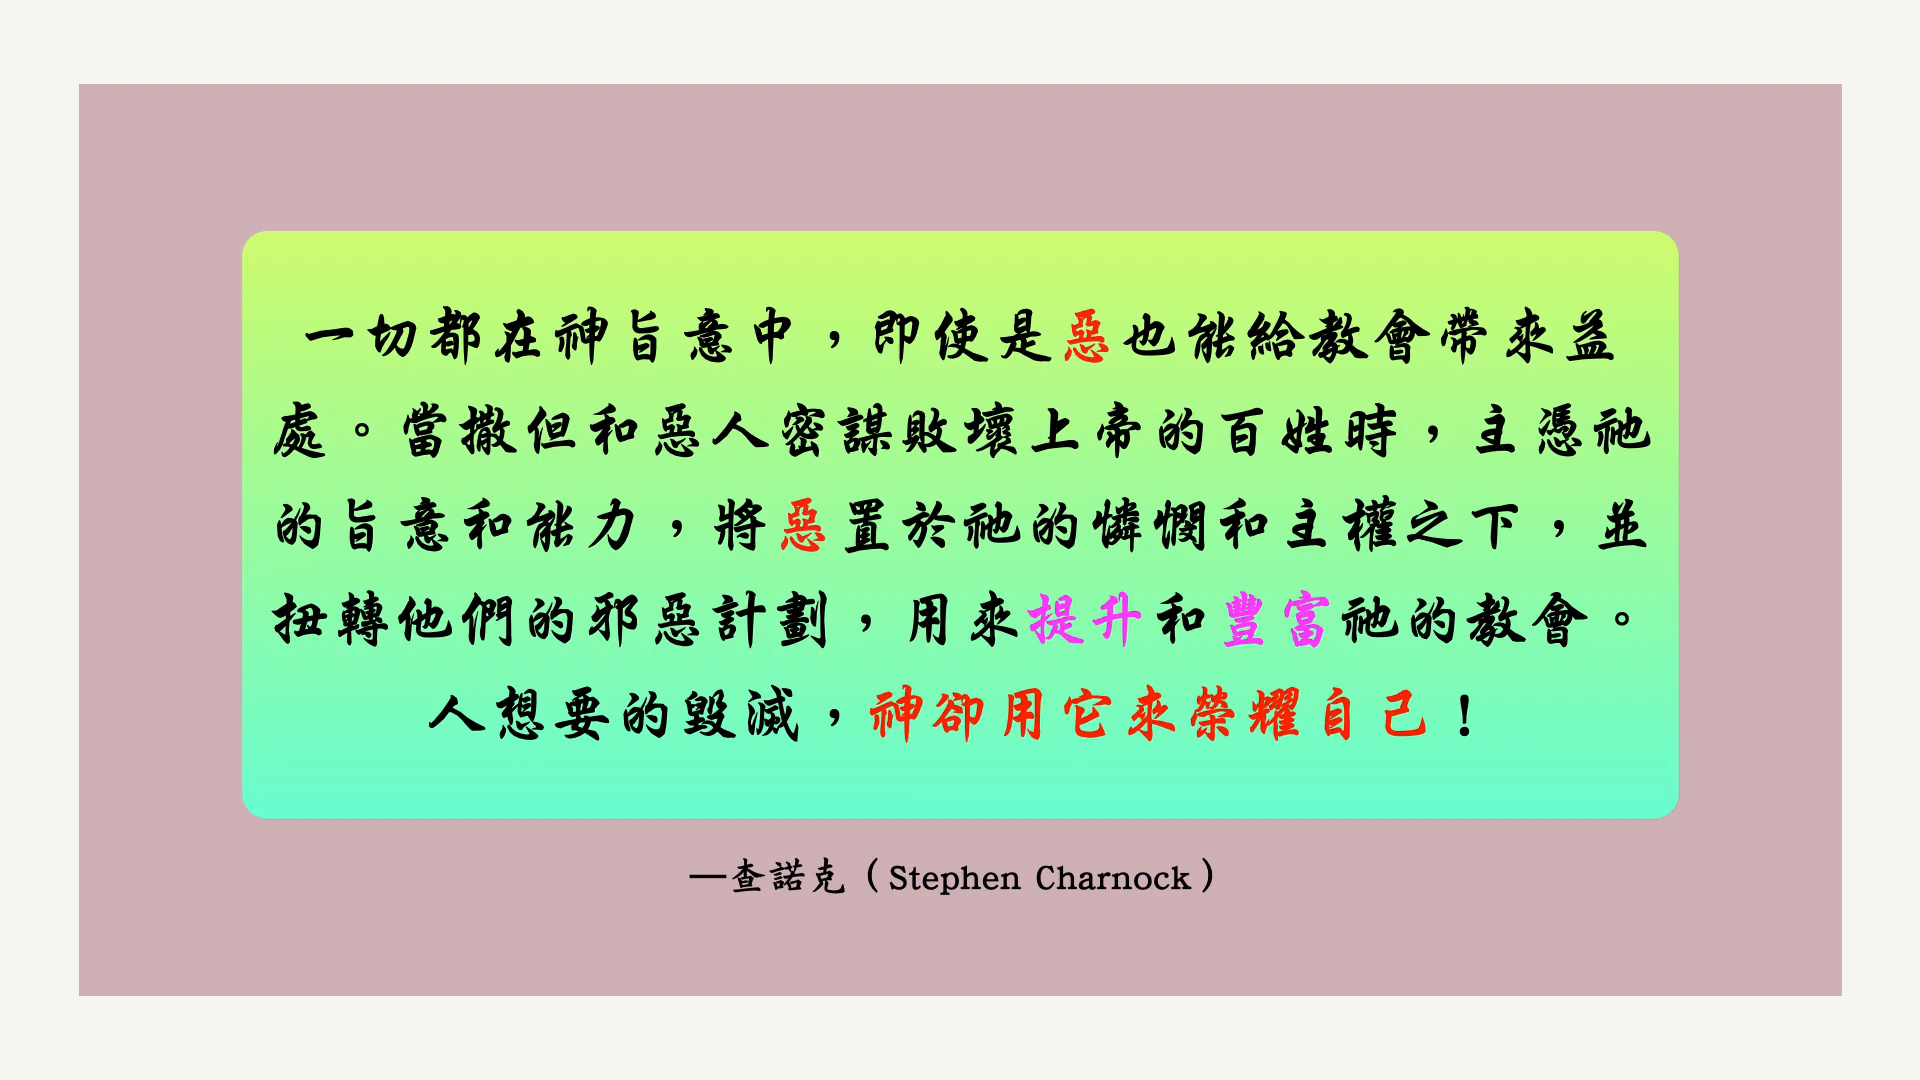 一切都在神旨意中，即使是惡也能給教會帶來益
處。當撒但和惡人密謀敗壞上帝的百姓時，主憑祂
的旨意和能力，將惡置於祂的憐憫和主權之下，並
扭轉他們的邪惡計劃，用來提升和豐富祂的教會。
人想要的毀滅，神卻用它來榮耀自己！
—查諾克（Stephen Charnock）